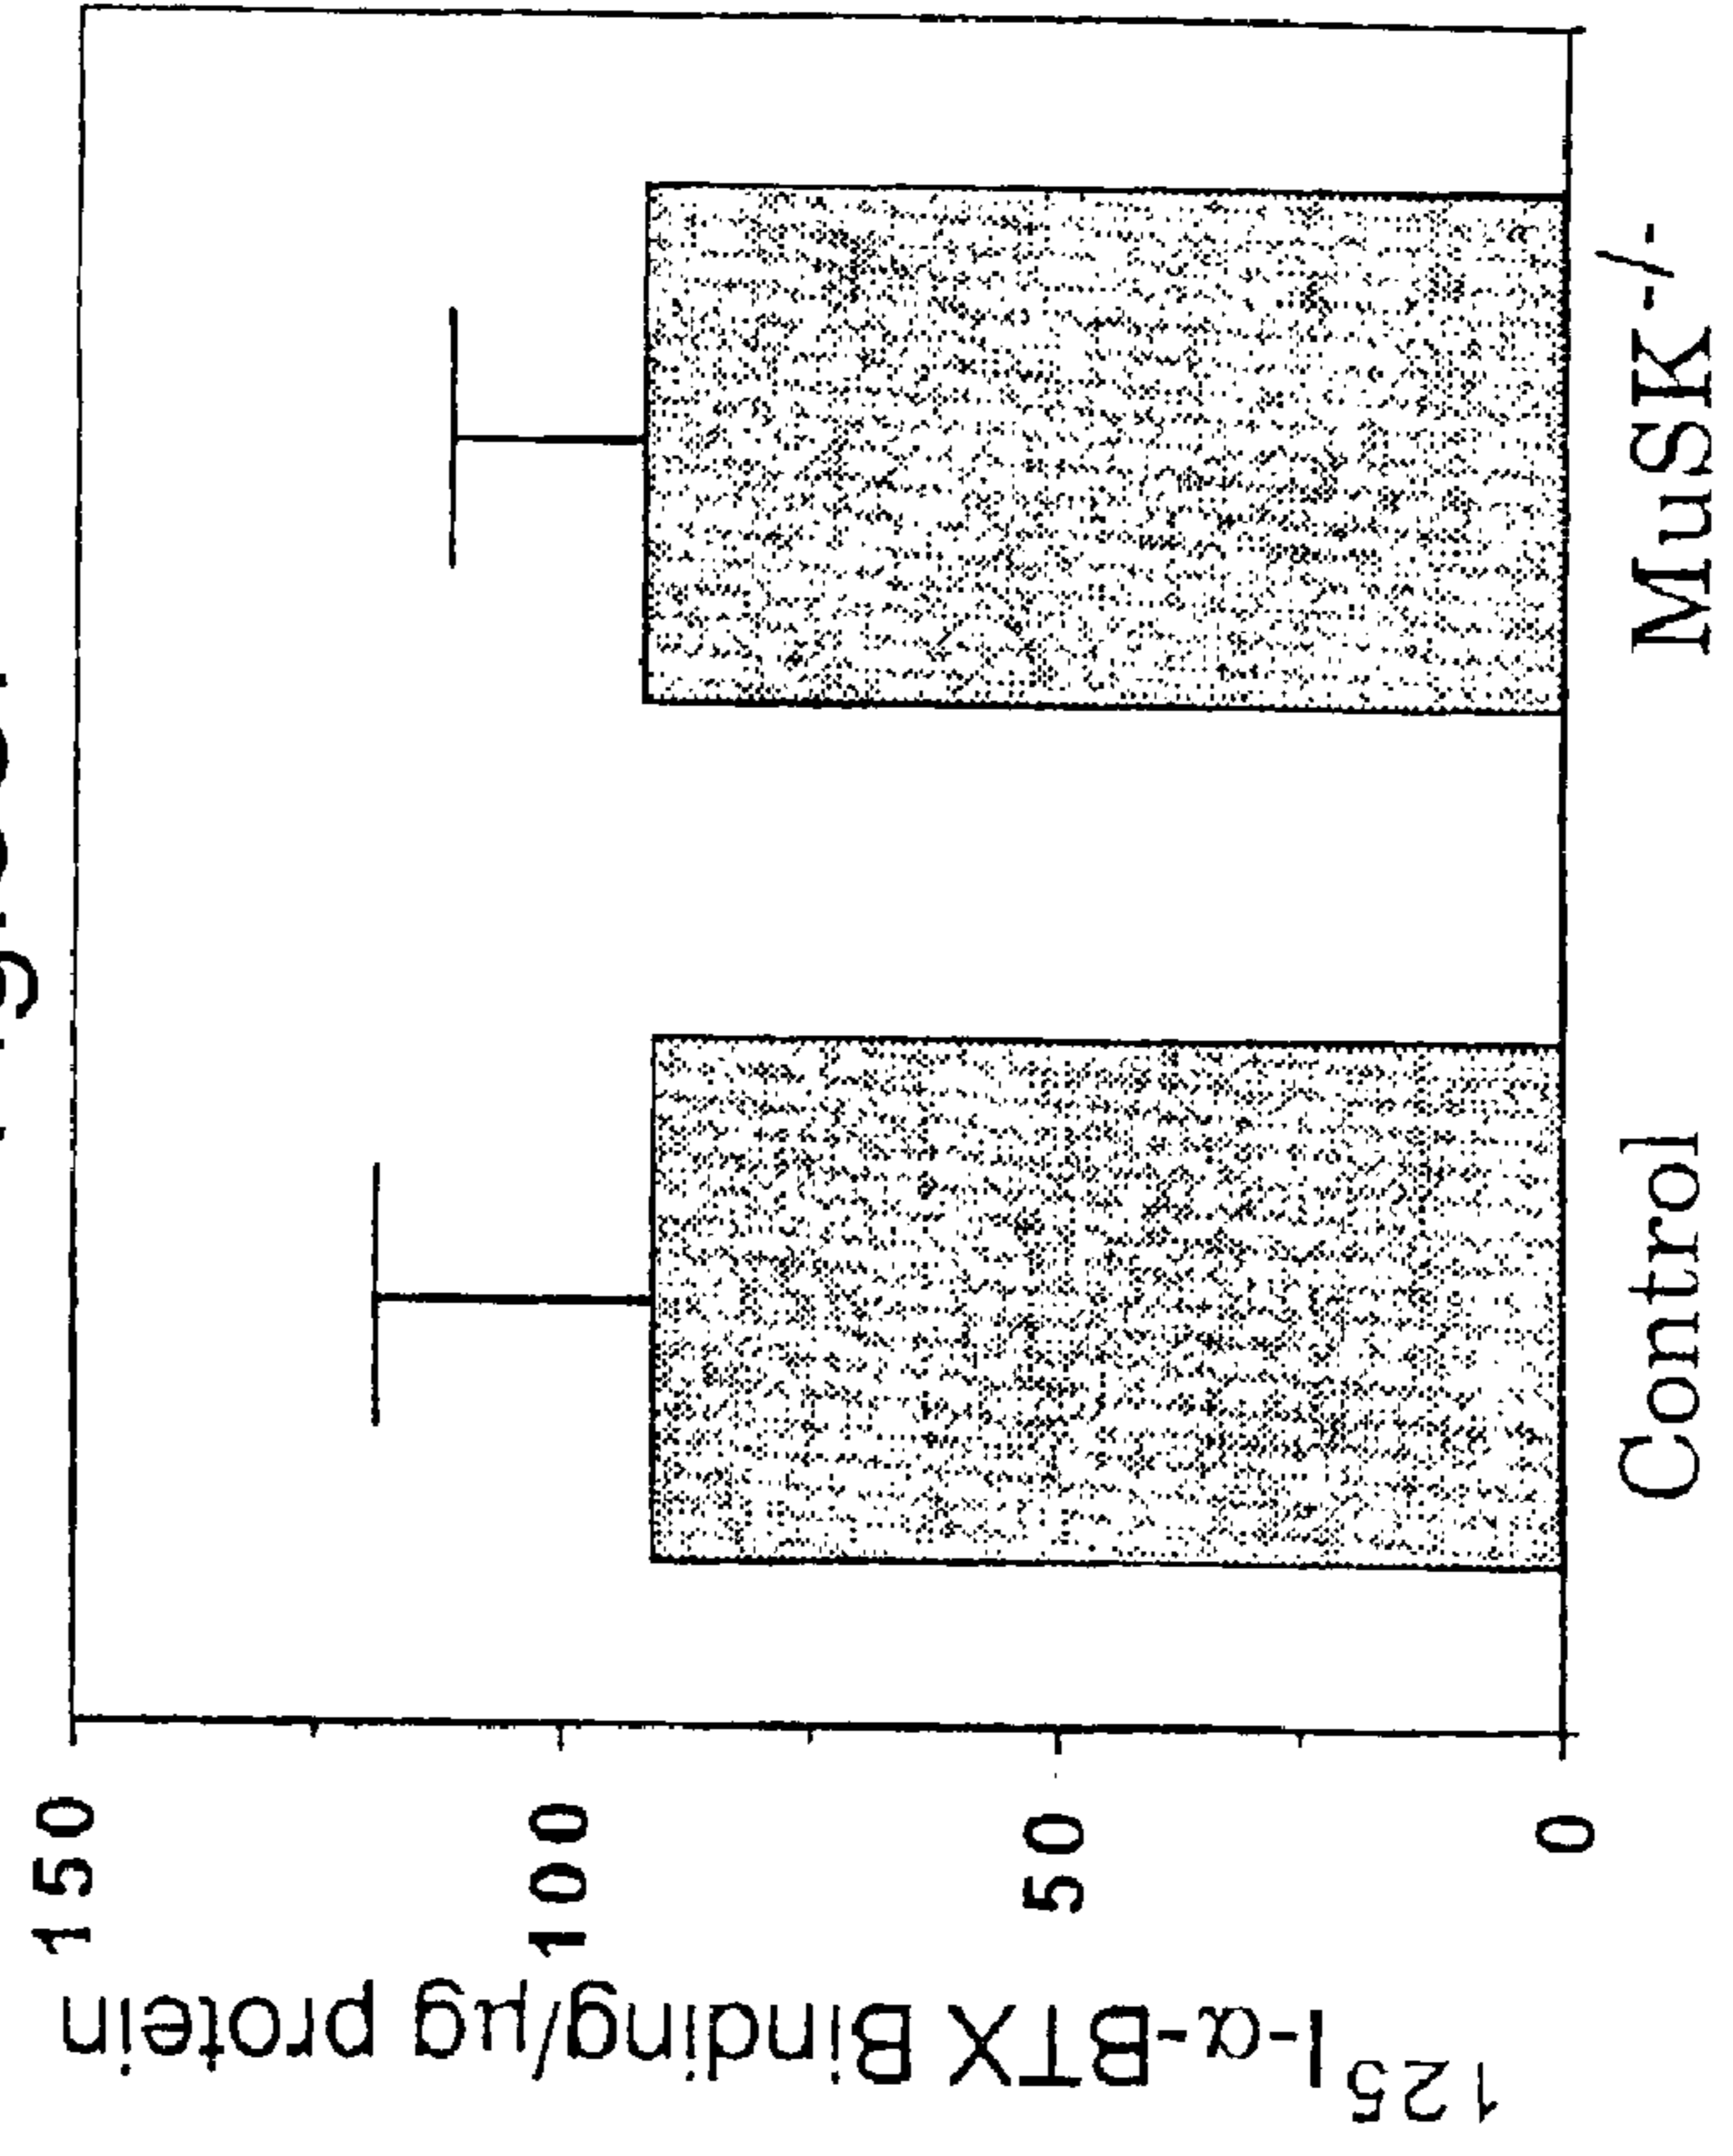 ¹²⁵I-α-BTX Binding/µg protein
150
100
50
0
Control
MuSK⁻/⁻